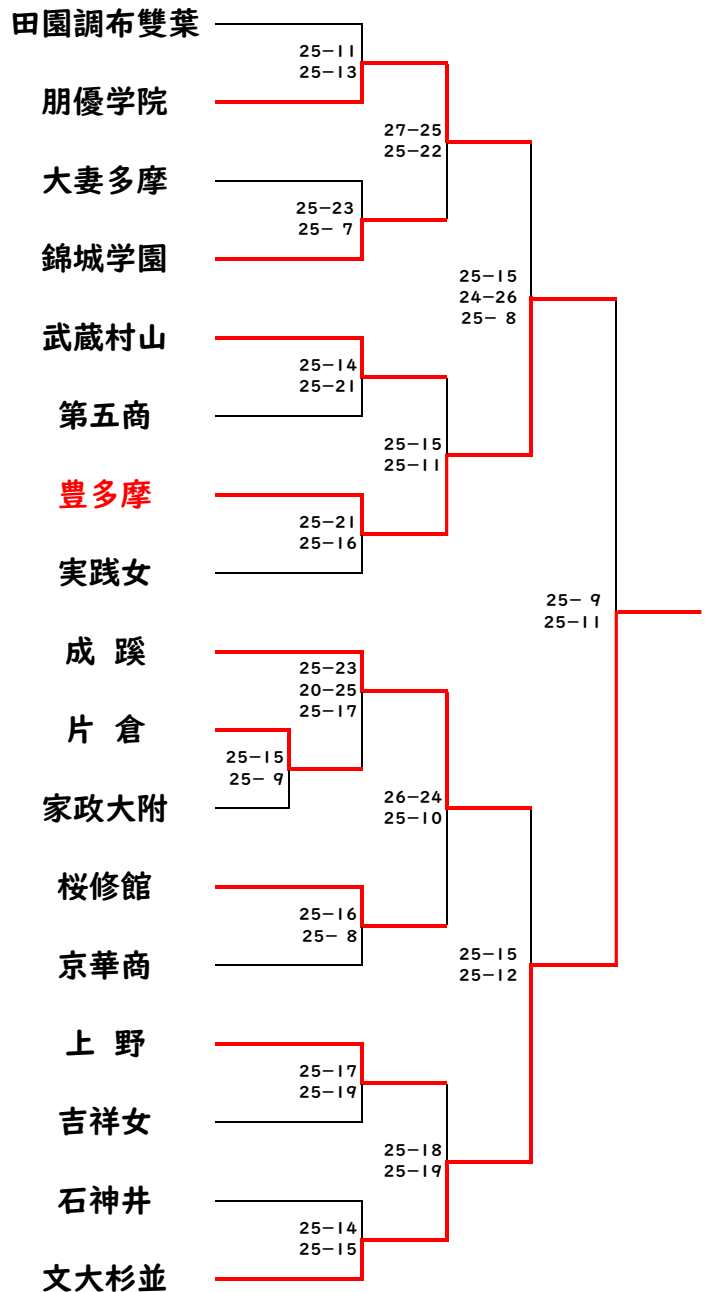 田園調布雙葉
25-11
25-13
朋優学院
27-25
25-22
大妻多摩
25-23
25- 7
錦城学園
25-15
24-26
25- 8
武蔵村山
25-14
25-21
第五商
25-15
25-11
豊多摩
25-21
25-16
実践女
25- 9
25-11
成 蹊
25-23
20-25
25-17
片 倉
25-15
25- 9
家政大附
26-24
25-10
桜修館
25-16
25- 8
京華商
25-15
25-12
上 野
25-17
25-19
吉祥女
25-18
25-19
石神井
25-14
25-15
文大杉並